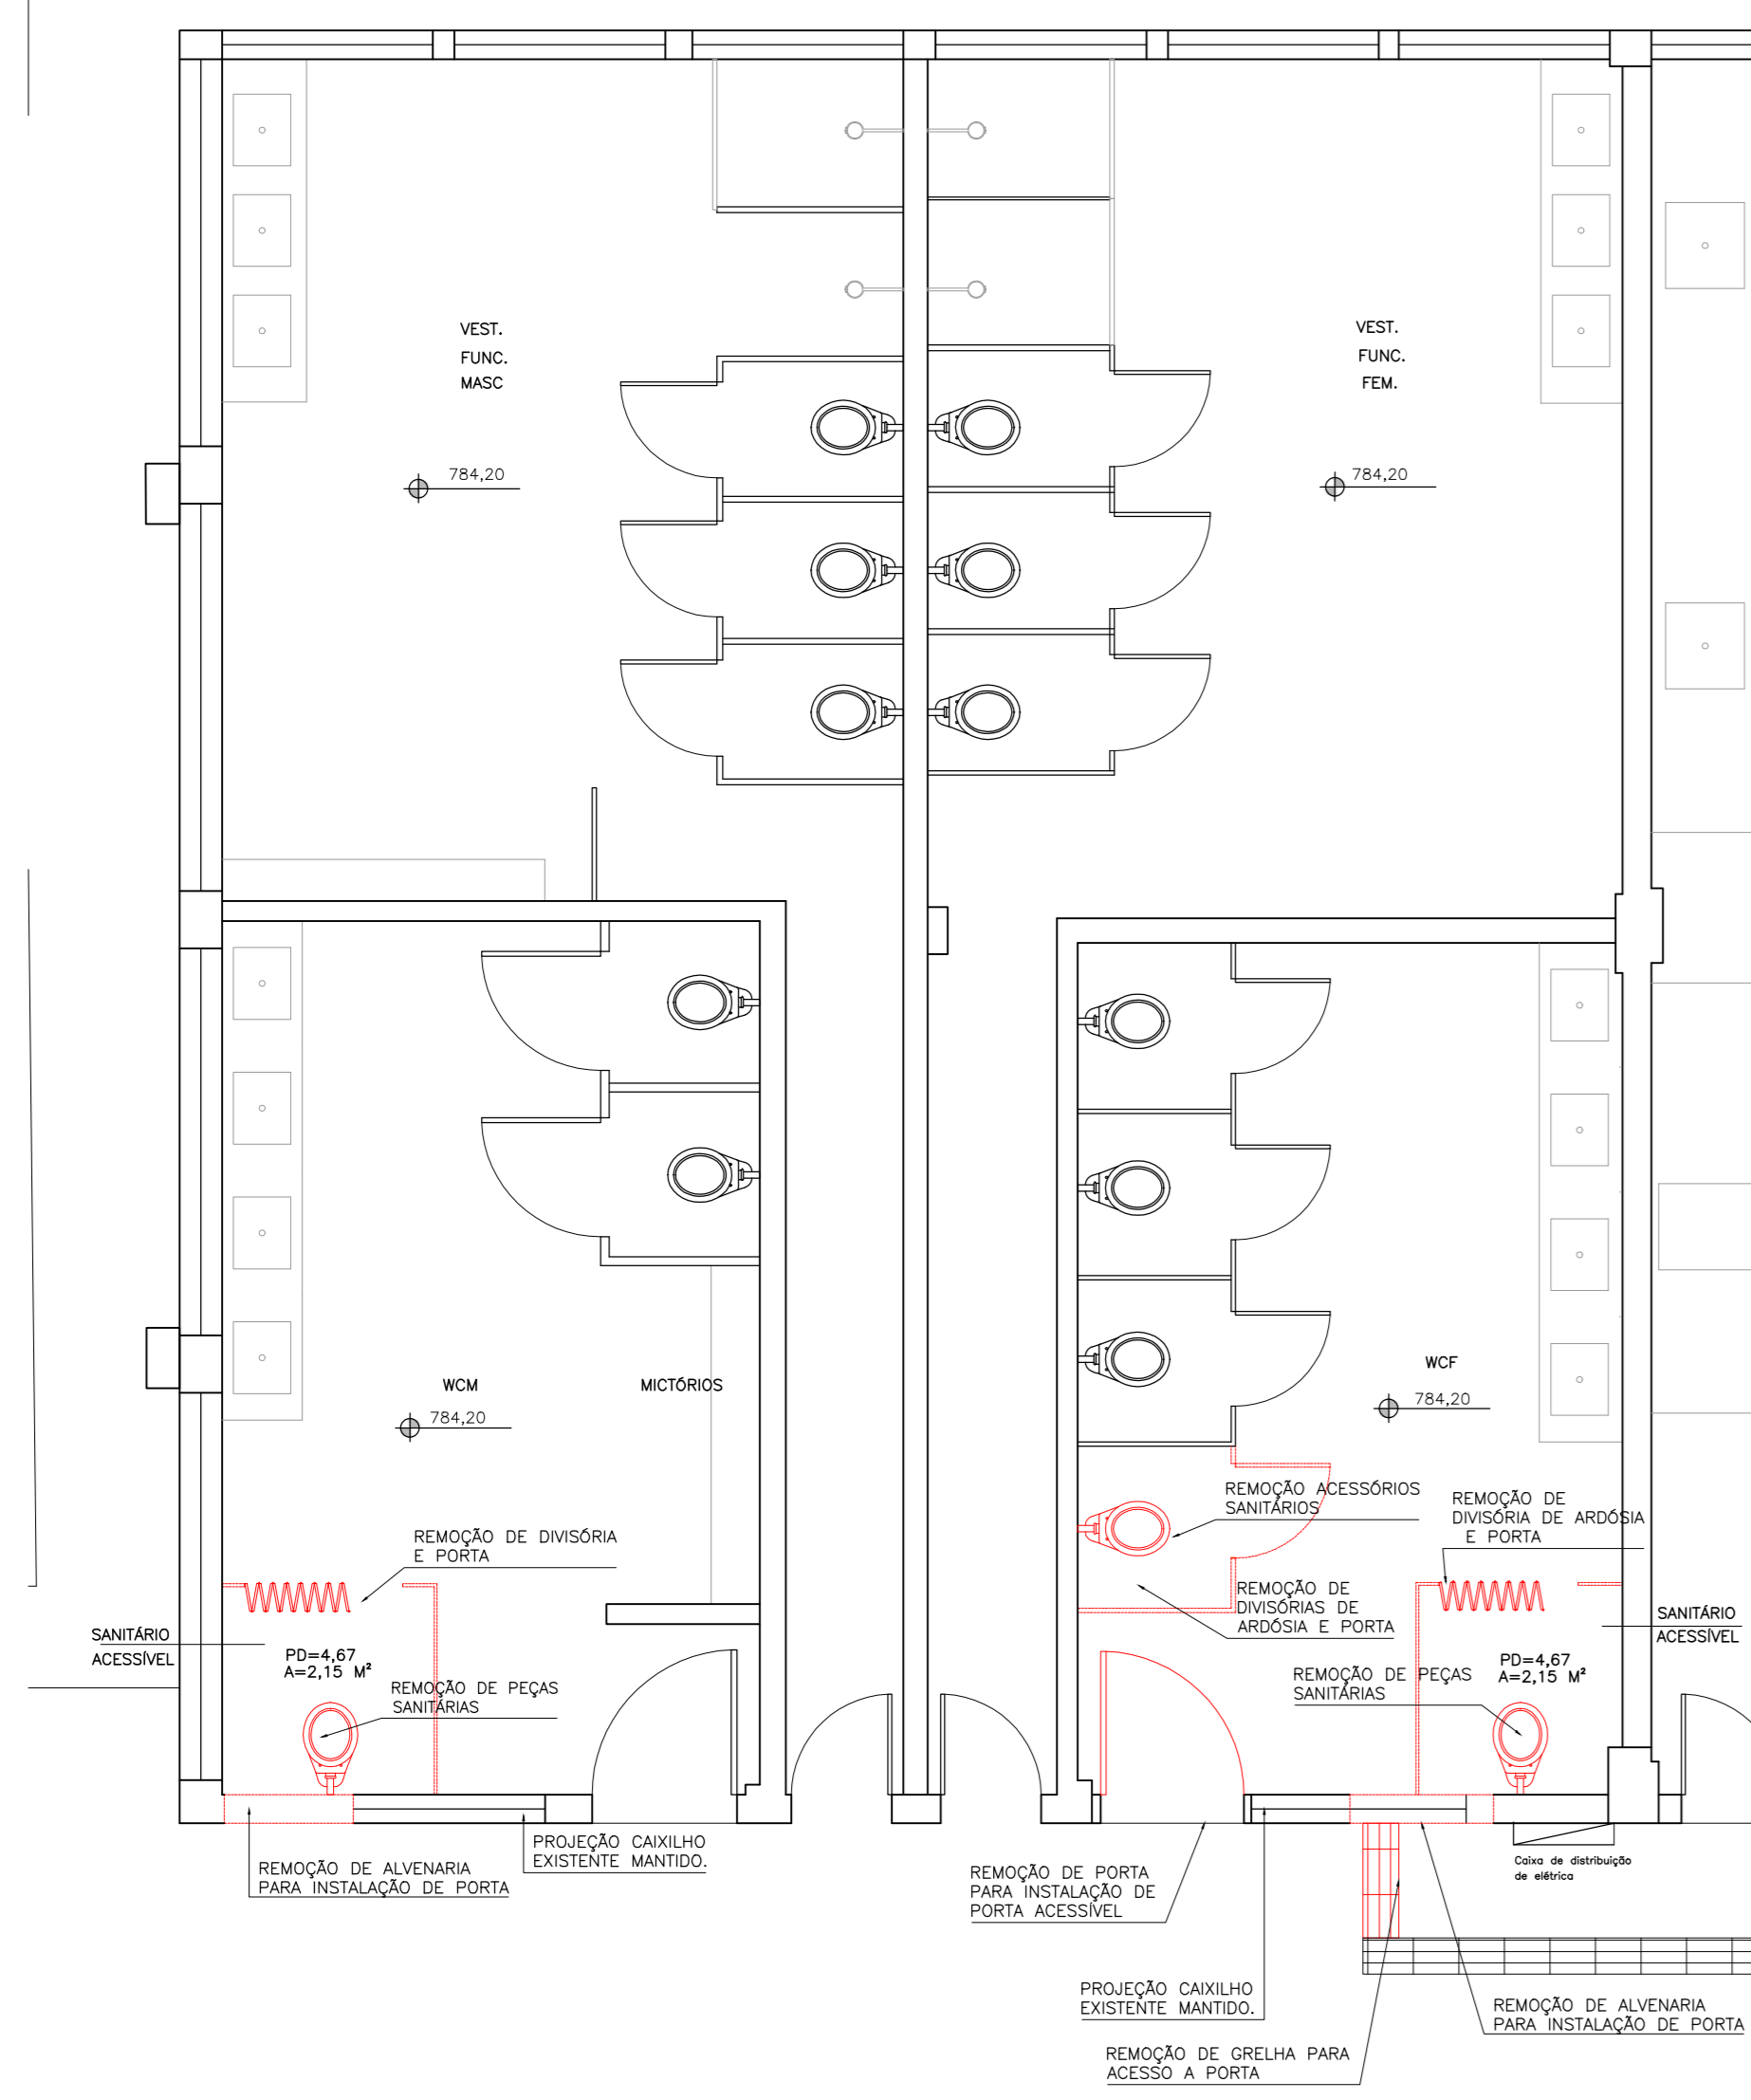 VEST.
FUNC.
MASC
VEST.
FUNC.
FEM.
784,20
784,20
WCM
MICTÓRIOS
784,20
WCF
784,20
REMOÇÃO ACESSÓRIOS
SANITÁRIOS
REMOÇÃO DE
DIVISÓRIA DE ARDÓSIA
E PORTA
REMOÇÃO DE DIVISÓRIA
E PORTA
REMOÇÃO DE
DIVISÓRIAS DE
ARDÓSIA E PORTA
SANITÁRIO
ACESSÍVEL
SANITÁRIO
ACESSÍVEL
PD=4,67
A=2,15 M²
PD=4,67
A=2,15 M²
REMOÇÃO DE PEÇAS
SANITÁRIAS
REMOÇÃO DE PEÇAS
SANITÁRIAS
PROJEÇÃO CAIXILHO
EXISTENTE MANTIDO.
REMOÇÃO DE ALVENARIA
PARA INSTALAÇÃO DE PORTA
REMOÇÃO DE PORTA
PARA INSTALAÇÃO DE
PORTA ACESSÍVEL
Caixa de distribuição
de elétrica
PROJEÇÃO CAIXILHO
EXISTENTE MANTIDO.
REMOÇÃO DE ALVENARIA
PARA INSTALAÇÃO DE PORTA
REMOÇÃO DE GRELHA PARA
ACESSO A PORTA